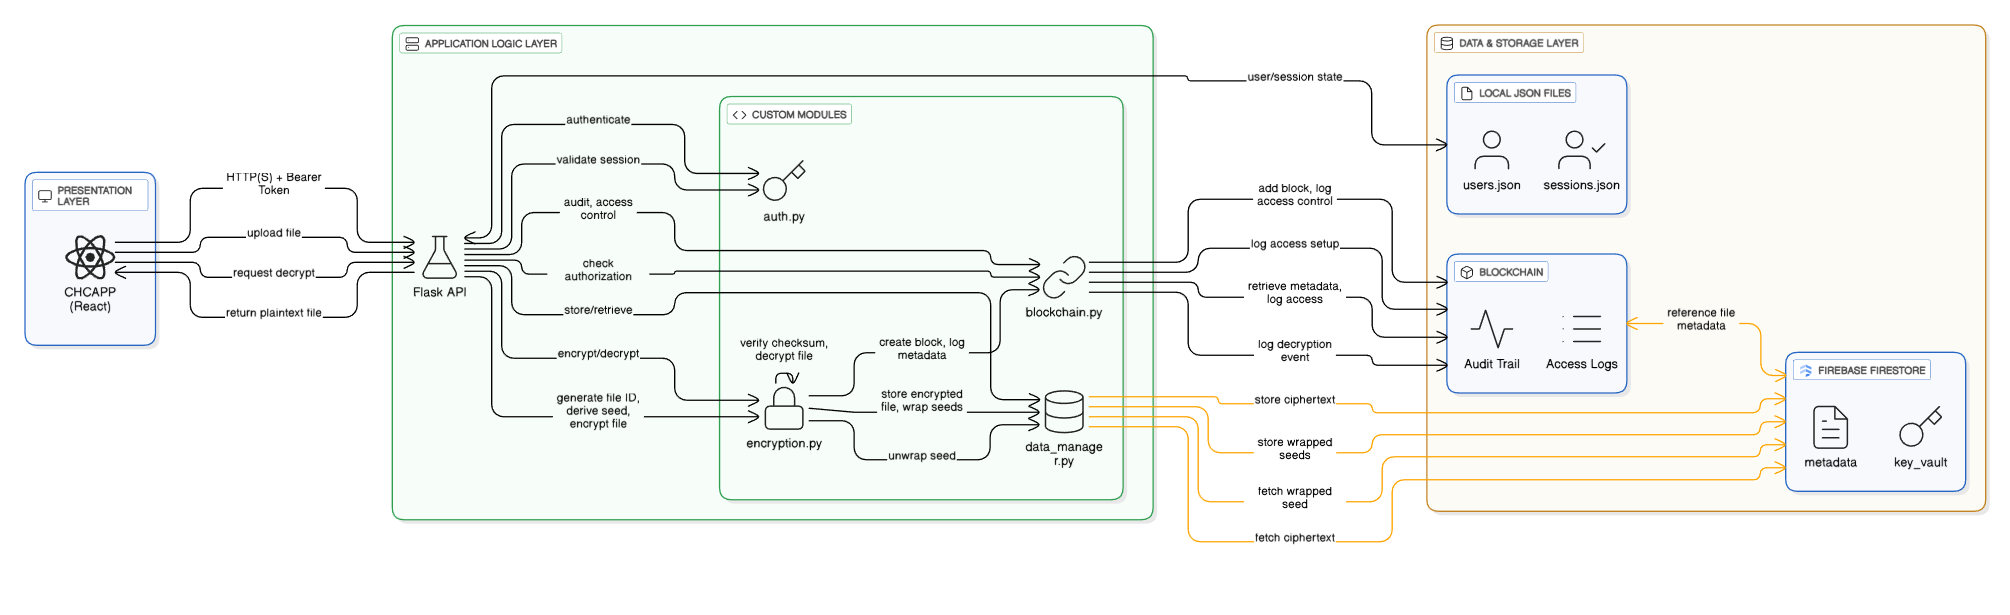 APPLICATION LOGIC LAYER
DATA & STORAGE LAYER
user/session state
LOCAL JSON FILES
CUSTOM MODULES
authenticate
validate session
users.json
sessions.json
PRESENTATION
LAYER
HTTP(S) + Bearer
Token
auth.py
audit, access
control
add block, log
access control
upload file
log access setup
check
authorization
request decrypt
BLOCKCHAIN
CHCAPP
(React)
Flask API
retrieve metadata,
log access
return plaintext file
store/retrieve
blockchain.py
reference file
metadata
verify checksum,
decrypt file
create block, log
metadata
encrypt/decrypt
log decryption
event
Audit Trail
Access Logs
FIREBASE FIRESTORE
generate file ID,
derive seed,
encrypt file
store encrypted
file, wrap seeds
store ciphertext
encryption.py
unwrap seed
data_manage
r.py
store wrapped
seeds
metadata
key_vault
fetch wrapped
seed
fetch ciphertext